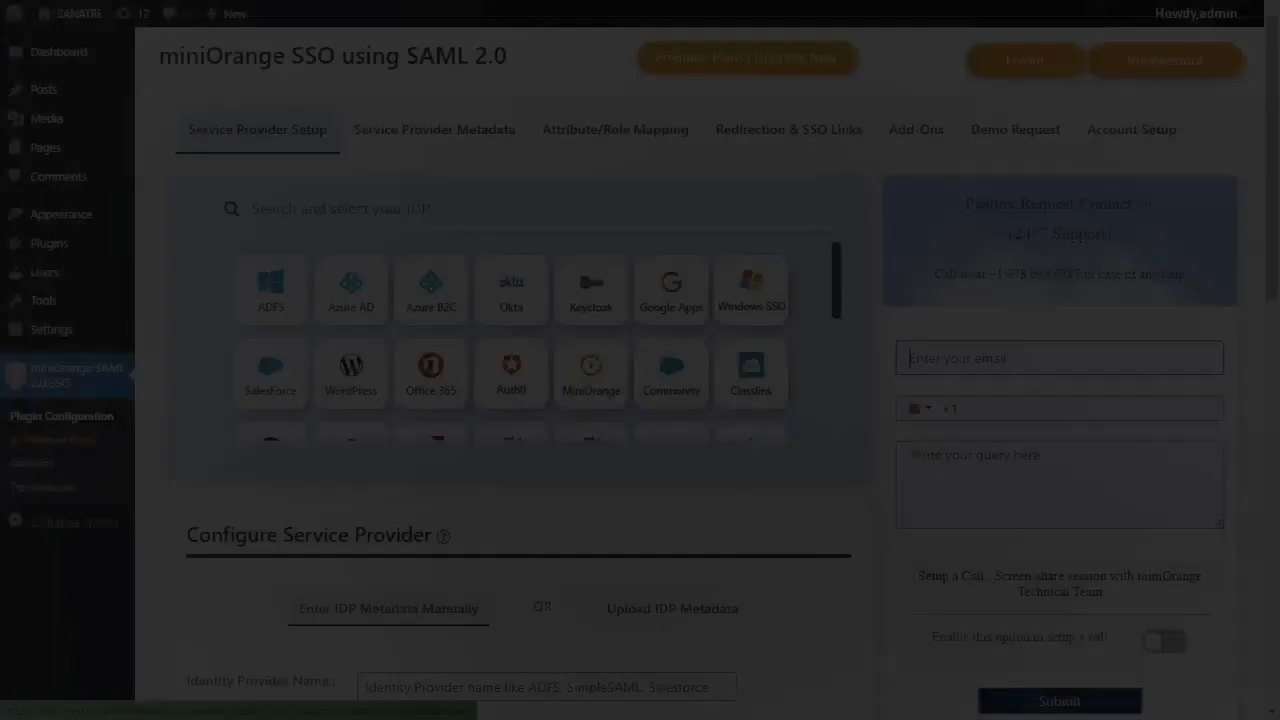 SANATRE
12
New
Howdy,admin
Dashboard
Posts
Media
Pages
Comments
Appearance
Plugins
Users
Tools
Settings
miniOrange SAML
2.0 SSO
Plugin Configuration
Collapse menu
miniOrange SSO using SAML 2.0
Service Provider Setup
Service Provider Metadata
Attribute/Role Mapping
Redirection & SSO Links
Add-Ons
Demo Request
Account Setup
Search and select your IDP
ADFS
Azure AD
Azure B2C
okta
Okta
Keycloak
Google Apps
Windows SSO
SalesForce
WordPress
Office 365
Auth0
MiniOrange
Community
Classlink
Configure Service Provider
Enter IDP Metadata Manually
OR
Upload IDP Metadata
Identity Provider Name :
Identity Provider name like ADFS, SimpleSAML, Salesforce
Feature Request/Contact Us
(24*7 Support)
Call us at +1 978 658 9387 in case of any help
Enter your email
+1
Write your query here
Setup a Call / Screen-share session with miniOrange
Technical Team
Enable this option to setup a call
Submit